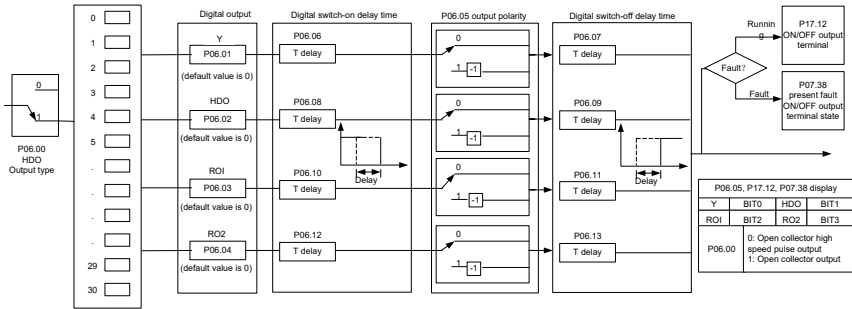 P06.00
HDO
Output type
0
1
0
1
2
3
4
5
.
.
.
.
29
30
Digital output
Y
P06.01
(default value is 0)
HDO
P06.02
(default value is 0)
ROI
P06.03
(default value is 0)
RO2
P06.04
(default value is 0)
Digital switch-on delay time
P06.06
T delay
P06.08
T delay
Delay
P06.10
T delay
P06.12
T delay
P06.05 output polarity
0
1
-1
0
1
-1
0
1
-1
0
1
-1
Digital switch-off delay time
P06.07
T delay
P06.09
T delay
Delay
P06.11
T delay
P06.13
T delay
Fault?
Runnin
g
Fault
P17.12
ON/OFF output
terminal
P07.38
present fault
ON/OFF output
terminal state
P06.05, P17.12, P07.38 display
Y BIT0 HDO BIT1
ROI BIT2 RO2 BIT3
P06.00
0: Open collector high
speed pulse output
1: Open collector output